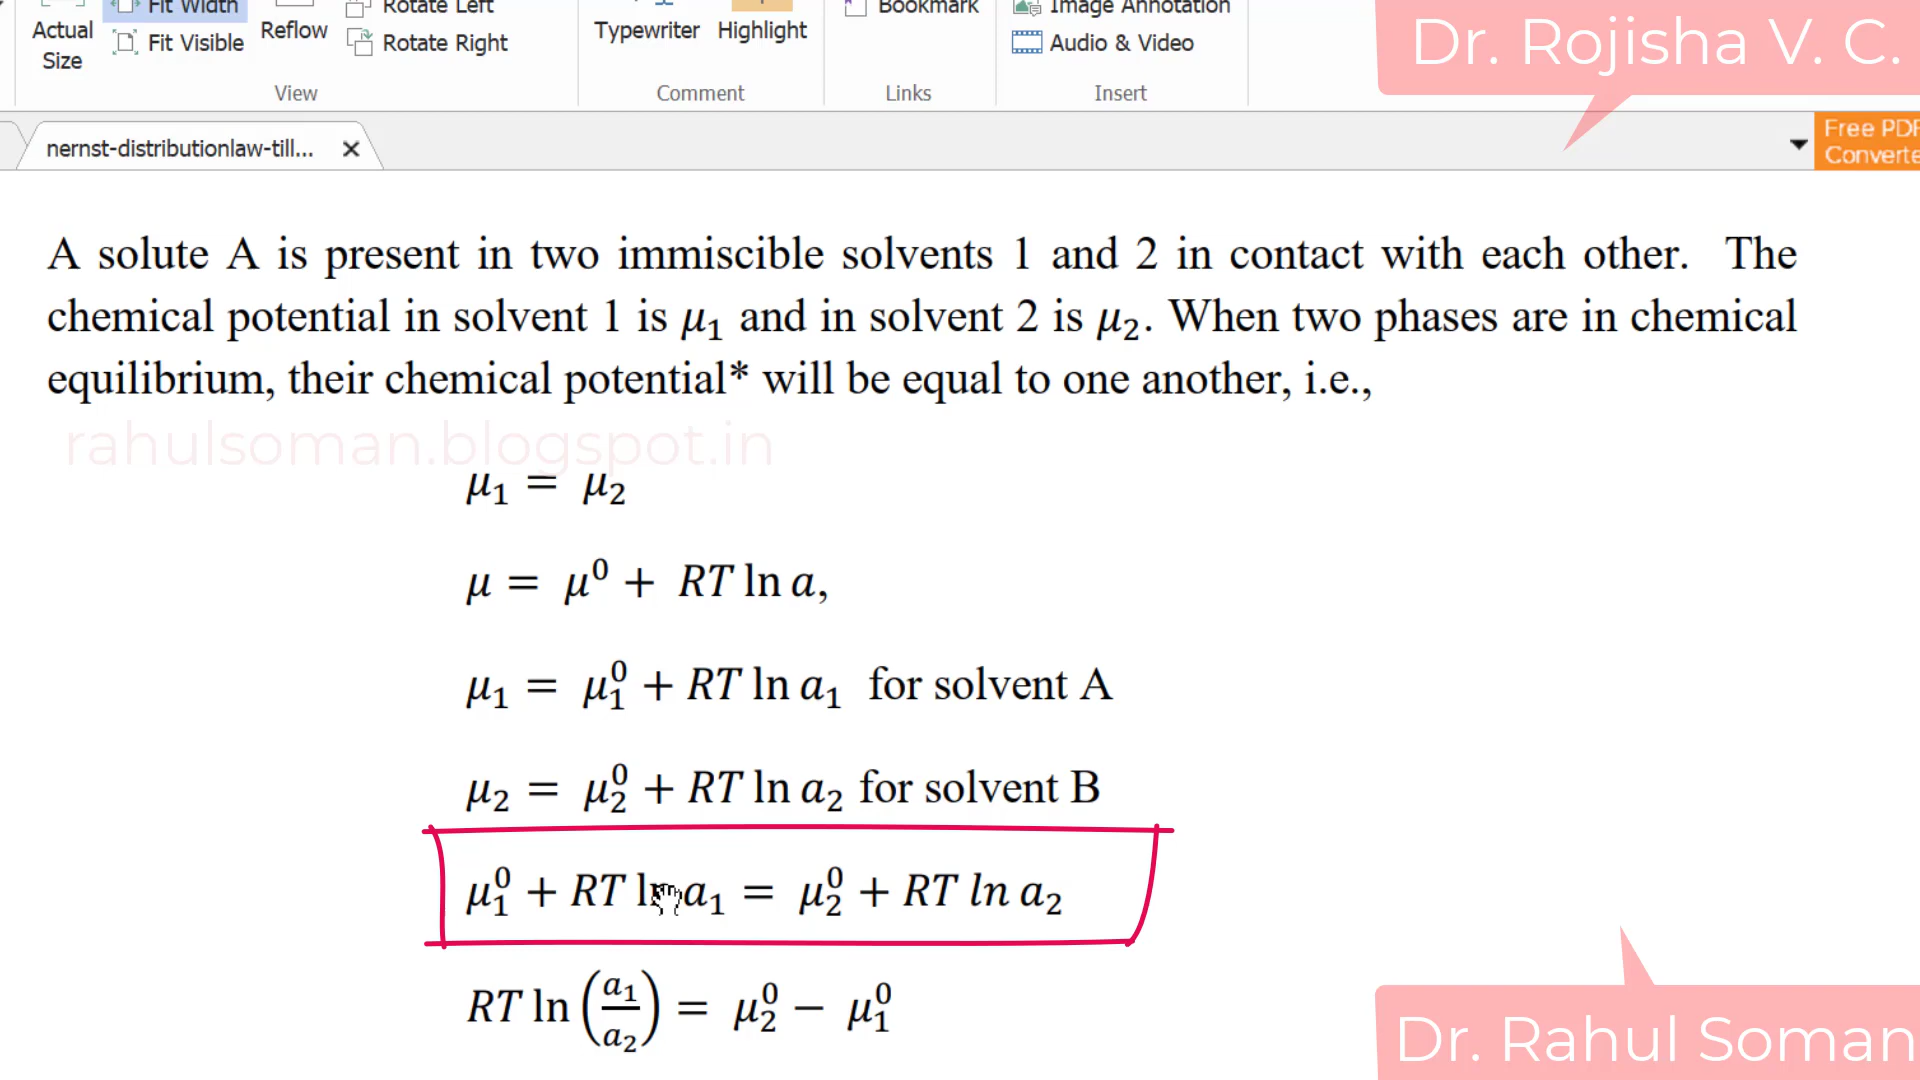 Fit Width
Rotate Left
Bookmark
Image Annotation
Dr. Rojisha V. C.
Actual
Size
Fit Visible
Reflow
Rotate Right
Typewriter
Highlight
Audio & Video
View
Comment
Links
Insert
nernst-distributionlaw-till...
Free PDF
Converte
A solute A is present in two immiscible solvents 1 and 2 in contact with each other. The
chemical potential in solvent 1 is μ₁ and in solvent 2 is μ₂. When two phases are in chemical
equilibrium, their chemical potential* will be equal to one another, i.e.,
rahulsoman.blogspot.in
μ₁ = μ₂
μ = μ⁰ + RT ln a,
μ₁ = μ₁⁰ + RT ln a₁ for solvent A
μ₂ = μ₂⁰ + RT ln a₂ for solvent B
μ₁⁰ + RT ln a₁ = μ₂⁰ + RT ln a₂
RT ln (a₁/a₂) = μ₂⁰ − μ₁⁰
Dr. Rahul Soman